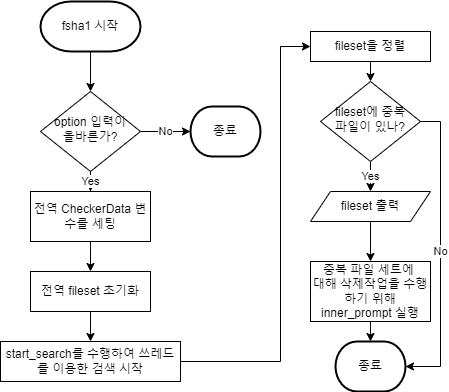 fsha1 시작
option 입력이
올바른가?
No
종료
Yes
전역 CheckerData 변
수를 세팅
전역 fileset 초기화
start_search를 수행하여 쓰레드
를 이용한 검색 시작
fileset을 정렬
fileset에 중복
파일이 있나?
Yes
fileset 출력
No
중복 파일 세트에
대해 삭제작업을 수행
하기 위해
inner_prompt 실행
종료